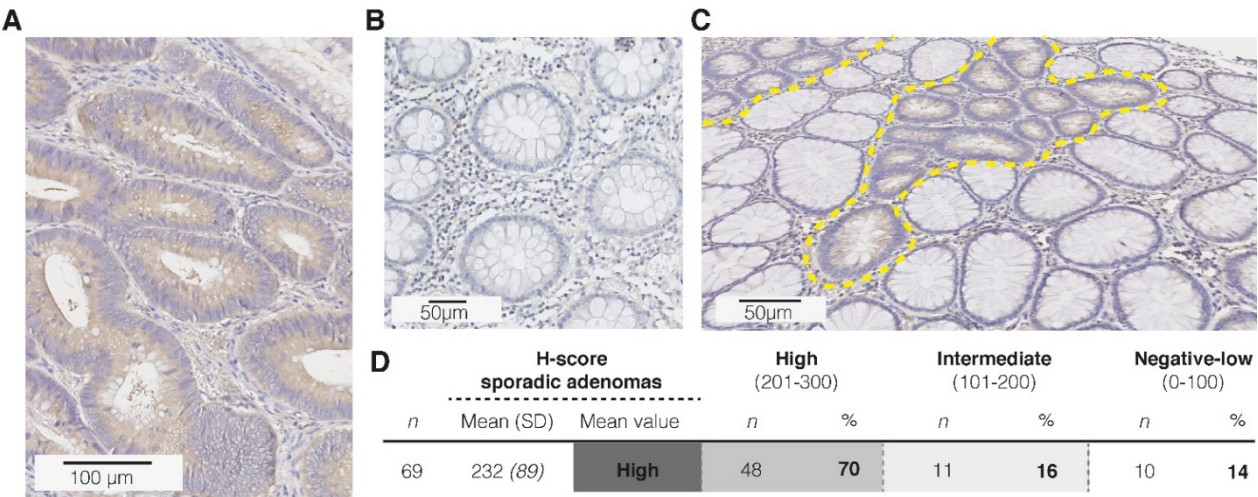 A
B
C
100 µm
50µm
50µm
D
H-score
sporadic adenomas
High
(201-300)
Intermediate
(101-200)
Negative-low
(0-100)
n Mean (SD) Mean value n % n % n %
69 232 (89) High 48 70 11 16 10 14